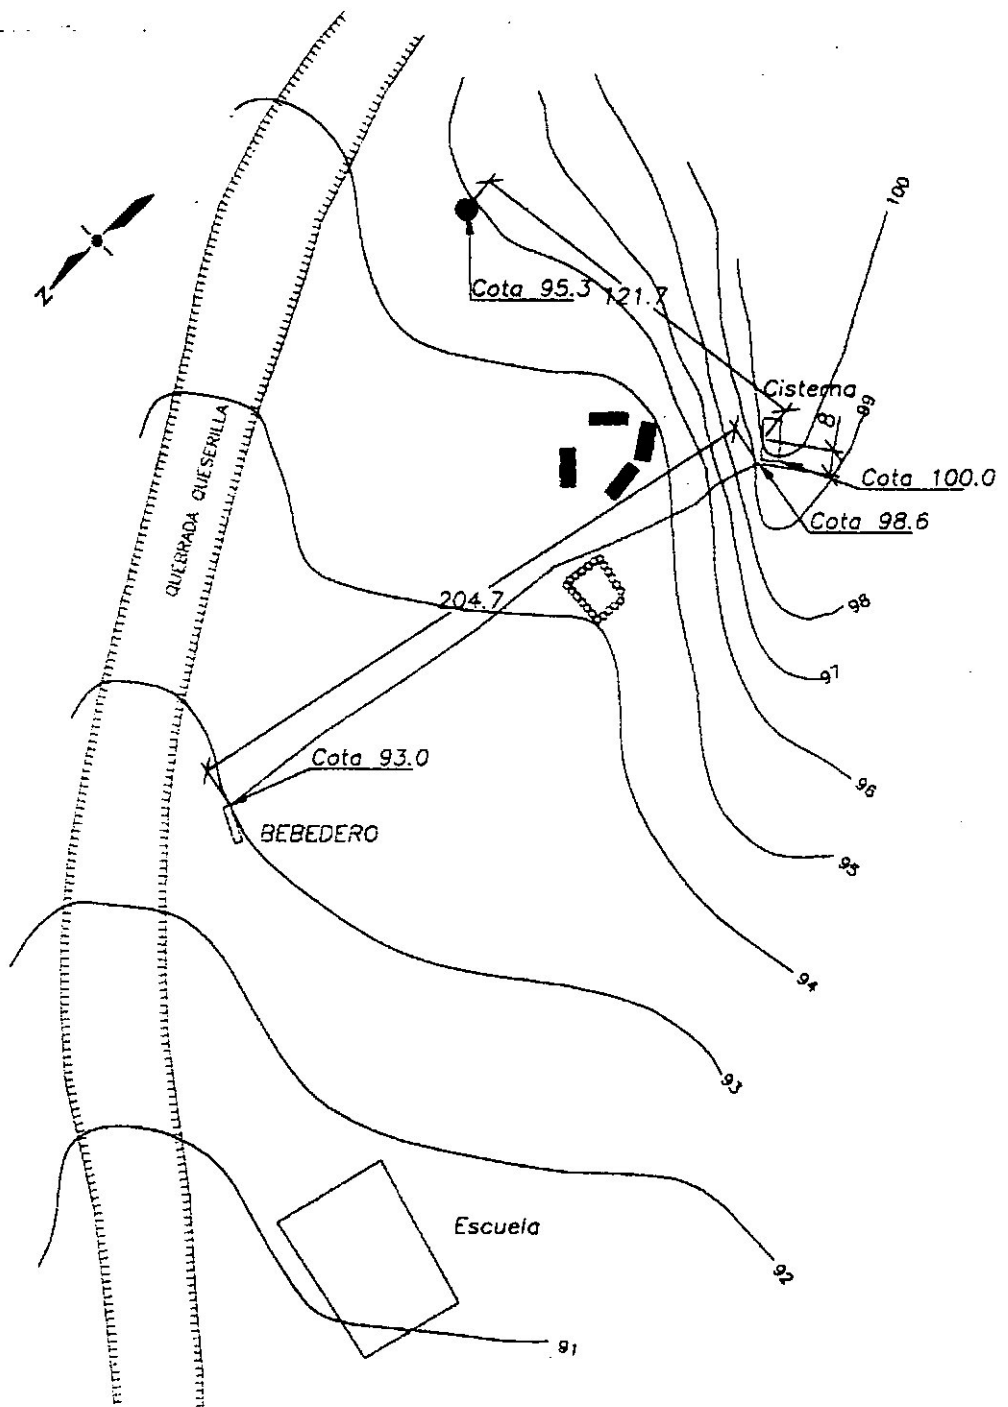 100
N
Cota 95.3
121.7
Cisterna
8
99
Cota 100.0
Cota 98.6
QUEBRADA QUESERILLA
204.7
98
97
Cota 93.0
96
BEBEDERO
95
94
93
Escuela
92
91